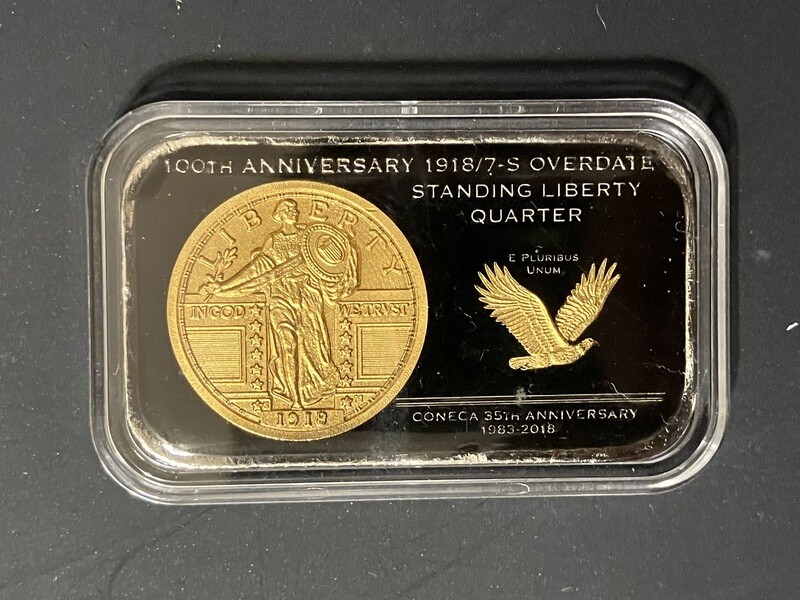 100TH ANNIVERSARY 1918/7-S OVERDATE
STANDING LIBERTY
QUARTER
LIBERTY
E PLURIBUS
UNUM
IN GOD WE TRVST
1918
CONECA 35TH ANNIVERSARY
1983-2018